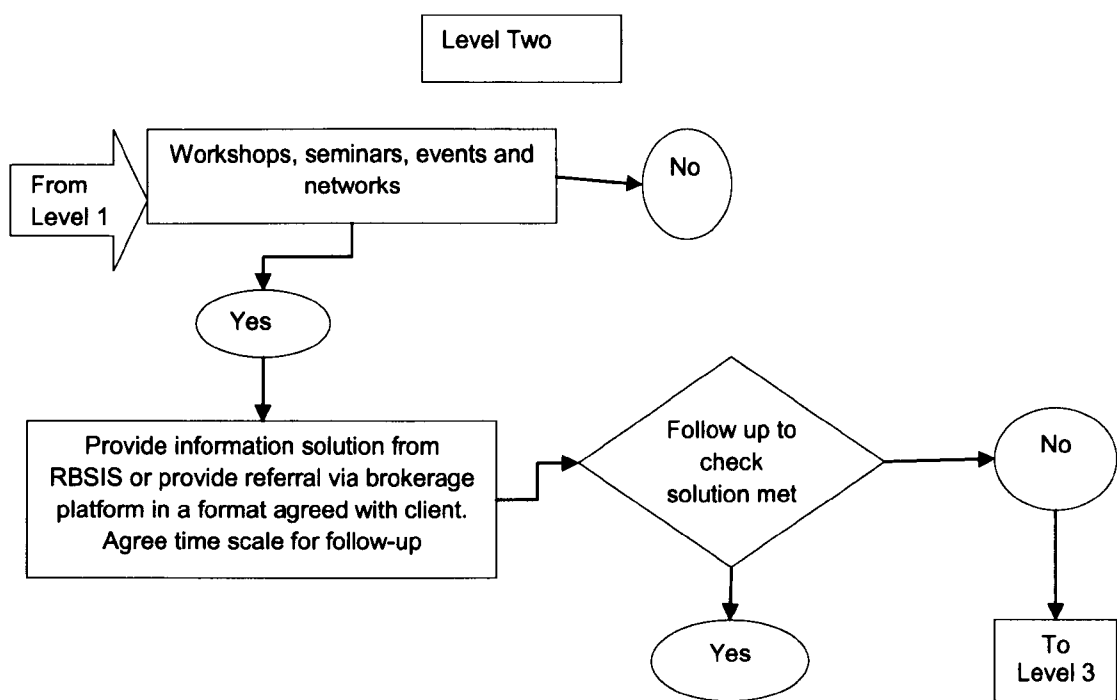 Level Two
From
Level 1
Workshops, seminars, events and
networks
No
Yes
Provide information solution from
RBSIS or provide referral via brokerage
platform in a format agreed with client.
Agree time scale for follow-up
Follow up to
check
solution met
No
Yes
To
Level 3